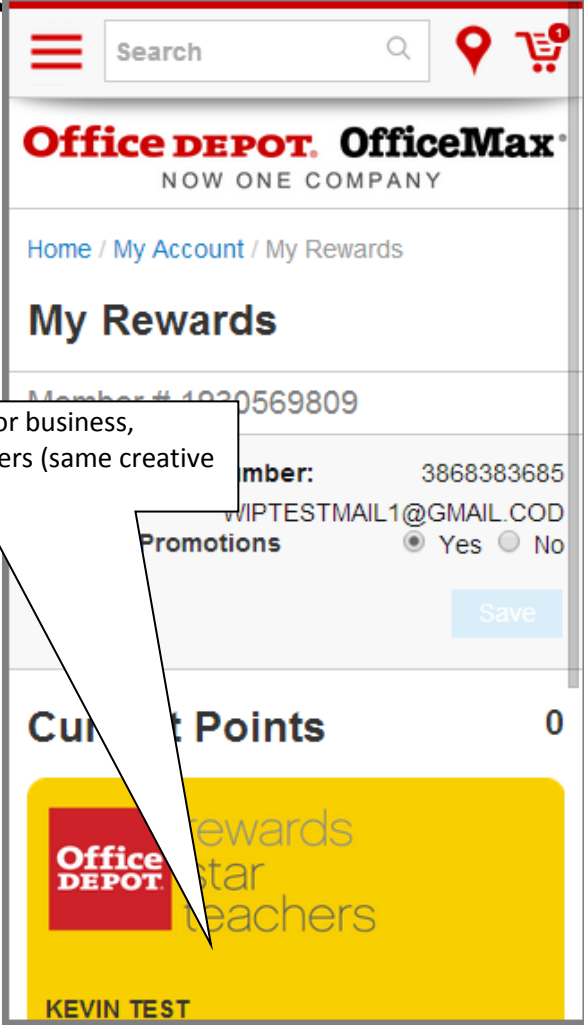 Search
1
Office DEPOT. OfficeMax
NOW ONE COMPANY
Home / My Account / My Rewards
My Rewards
Member # 1930569809
or business,
ers (same creative
mber: 3868383685
WIPTESTMAIL1@GMAIL.COD
Promotions Yes No
Save
Current Points 0
Office DEPOT
rewards
star
teachers
KEVIN TEST